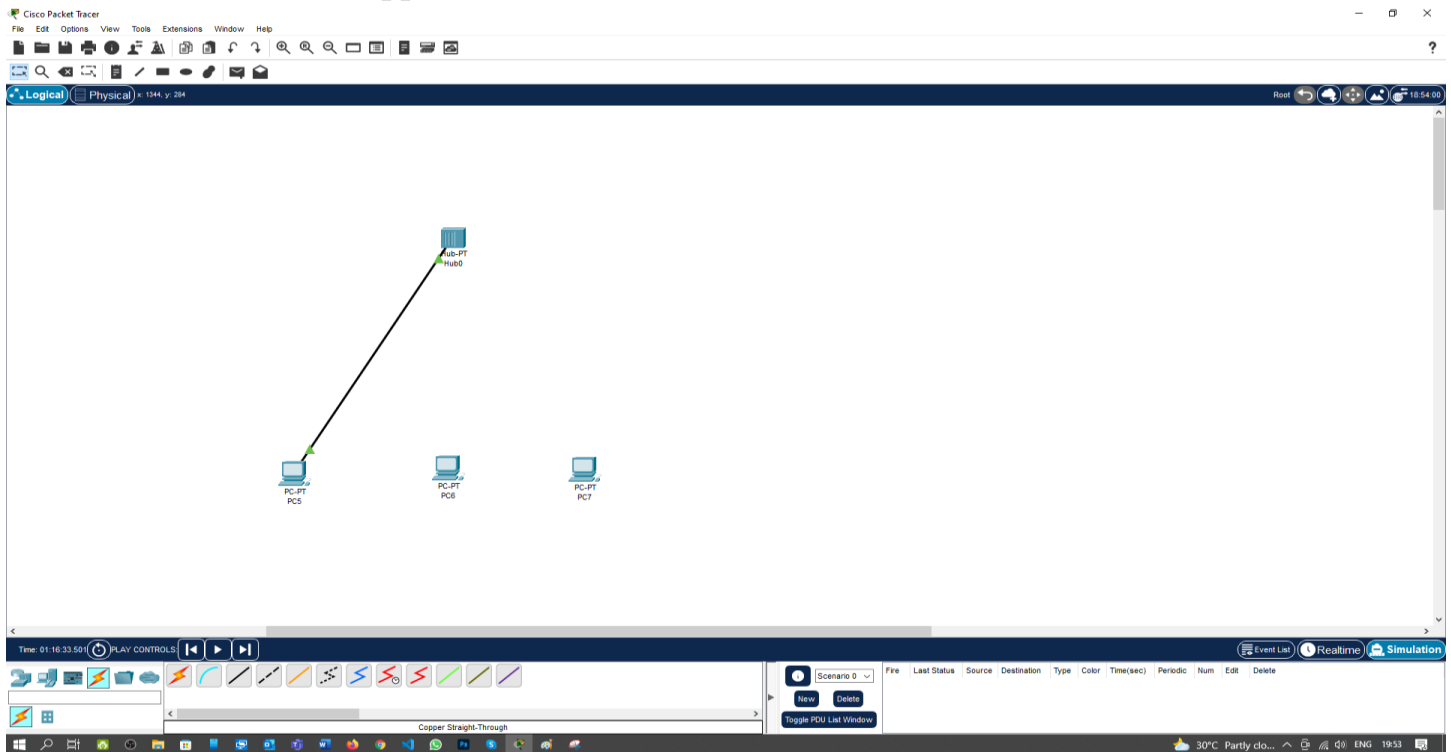 Cisco Packet Tracer
File Edit Options View Tools Extensions Window Help
?
Logical Physical x: 1344, y: 284 Root 18:54:00
Hub-PT
Hub0
PC-PT
PC5
PC-PT
PC6
PC-PT
PC7
Time: 01:16:33.501 PLAY CONTROLS: Event List Realtime Simulation
Scenario 0 Fire Last Status Source Destination Type Color Time(sec) Periodic Num Edit Delete
New Delete
Toggle PDU List Window
Copper Straight-Through
30°C Partly clo... ENG 19:53